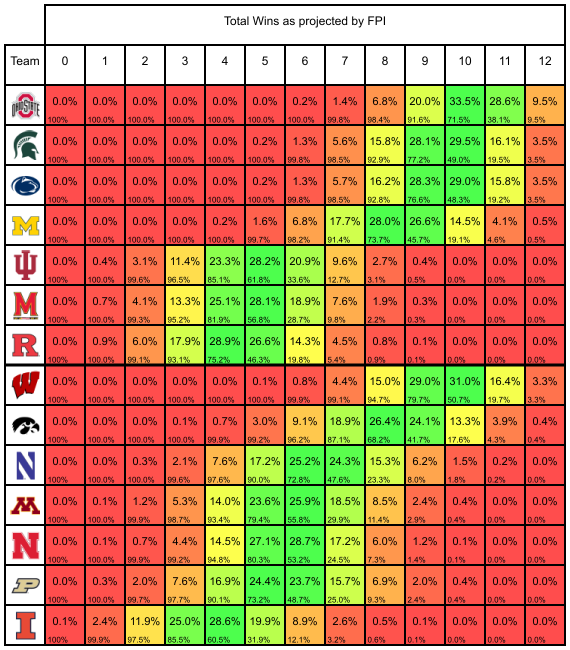 Total Wins as projected by FPI
Team 0 1 2 3 4 5 6 7 8 9 10 11 12
OHIO STATE 0.0% 0.0% 0.0% 0.0% 0.0% 0.0% 0.2% 1.4% 6.8% 20.0% 33.5% 28.6% 9.5%
100% 100.0% 100.0% 100.0% 100.0% 100.0% 100.0% 99.8% 98.4% 91.6% 71.5% 38.1% 9.5%
0.0% 0.0% 0.0% 0.0% 0.0% 0.2% 1.3% 5.6% 15.8% 28.1% 29.5% 16.1% 3.5%
100% 100.0% 100.0% 100.0% 100.0% 100.0% 99.8% 98.5% 92.9% 77.2% 49.0% 19.5% 3.5%
0.0% 0.0% 0.0% 0.0% 0.0% 0.2% 1.3% 5.7% 16.2% 28.3% 29.0% 15.8% 3.5%
100% 100.0% 100.0% 100.0% 100.0% 100.0% 99.8% 98.5% 92.8% 76.6% 48.3% 19.2% 3.5%
M 0.0% 0.0% 0.0% 0.0% 0.2% 1.6% 6.8% 17.7% 28.0% 26.6% 14.5% 4.1% 0.5%
100% 100.0% 100.0% 100.0% 100.0% 99.7% 98.2% 91.4% 73.7% 45.7% 19.1% 4.6% 0.5%
0.0% 0.4% 3.1% 11.4% 23.3% 28.2% 20.9% 9.6% 2.7% 0.4% 0.0% 0.0% 0.0%
100% 100.0% 99.6% 96.5% 85.1% 61.8% 33.6% 12.7% 3.1% 0.5% 0.0% 0.0% 0.0%
M 0.0% 0.7% 4.1% 13.3% 25.1% 28.1% 18.9% 7.6% 1.9% 0.3% 0.0% 0.0% 0.0%
100% 100.0% 99.3% 95.2% 81.9% 56.8% 28.7% 9.8% 2.2% 0.3% 0.0% 0.0% 0.0%
R 0.0% 0.9% 6.0% 17.9% 28.9% 26.6% 14.3% 4.5% 0.8% 0.1% 0.0% 0.0% 0.0%
100% 100.0% 99.1% 93.1% 75.2% 46.3% 19.8% 5.4% 0.9% 0.1% 0.0% 0.0% 0.0%
W 0.0% 0.0% 0.0% 0.0% 0.0% 0.1% 0.8% 4.4% 15.0% 29.0% 31.0% 16.4% 3.3%
100% 100.0% 100.0% 100.0% 100.0% 100.0% 99.9% 99.1% 94.7% 79.7% 50.7% 19.7% 3.3%
0.0% 0.0% 0.0% 0.1% 0.7% 3.0% 9.1% 18.9% 26.4% 24.1% 13.3% 3.9% 0.4%
100% 100.0% 100.0% 100.0% 99.9% 99.2% 96.2% 87.1% 68.2% 41.7% 17.6% 4.3% 0.4%
N 0.0% 0.0% 0.3% 2.1% 7.6% 17.2% 25.2% 24.3% 15.3% 6.2% 1.5% 0.2% 0.0%
100% 100.0% 100.0% 99.6% 97.6% 90.0% 72.8% 47.6% 23.3% 8.0% 1.8% 0.2% 0.0%
M 0.0% 0.1% 1.2% 5.3% 14.0% 23.6% 25.9% 18.5% 8.5% 2.4% 0.4% 0.0% 0.0%
100% 100.0% 99.9% 98.7% 93.4% 79.4% 55.8% 29.9% 11.4% 2.9% 0.4% 0.0% 0.0%
N 0.0% 0.1% 0.7% 4.4% 14.5% 27.1% 28.7% 17.2% 6.0% 1.2% 0.1% 0.0% 0.0%
100% 100.0% 99.9% 99.2% 94.8% 80.3% 53.2% 24.5% 7.3% 1.4% 0.1% 0.0% 0.0%
P 0.0% 0.3% 2.0% 7.6% 16.9% 24.4% 23.7% 15.7% 6.9% 2.0% 0.4% 0.0% 0.0%
100% 100.0% 99.7% 97.7% 90.1% 73.2% 48.7% 25.0% 9.3% 2.4% 0.4% 0.0% 0.0%
I 0.1% 2.4% 11.9% 25.0% 28.6% 19.9% 8.9% 2.6% 0.5% 0.1% 0.0% 0.0% 0.0%
100% 99.9% 97.5% 85.5% 60.5% 31.9% 12.1% 3.2% 0.6% 0.1% 0.0% 0.0% 0.0%